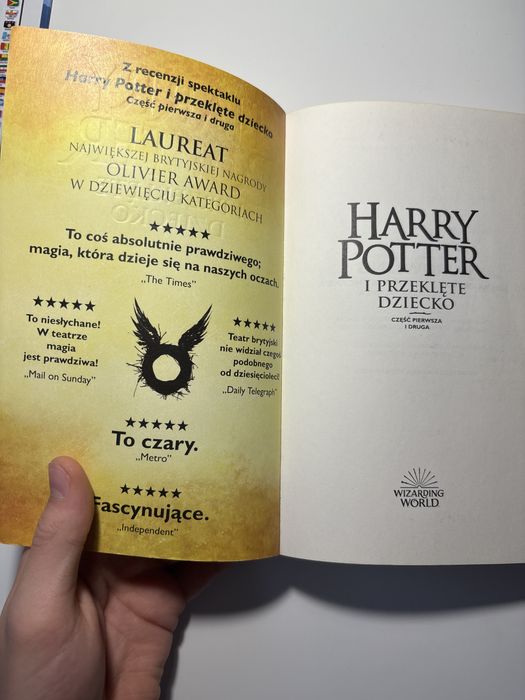 Z recenzji spektaklu
Harry Potter i przeklęte dziecko
Część pierwsza i druga
LAUREAT
NAJWIĘKSZEJ BRYTYJSKIEJ NAGRODY
OLIVIER AWARD
W DZIEWIĘCIU KATEGORIACH
To coś absolutnie prawdziwego;
magia, która dzieje się na naszych oczach.
„The Times”
To niesłychane!
W teatrze
magia
jest prawdziwa!
„Mail on Sunday”
Teatr brytyjski
nie widział czegoś
podobnego
od dziesięcioleci!
„Daily Telegraph”
To czary.
„Metro”
Fascynujące.
„Independent”
HARRY
POTTER
I PRZEKLĘTE
DZIECKO
CZĘŚĆ PIERWSZA
I DRUGA
WIZARDING
WORLD